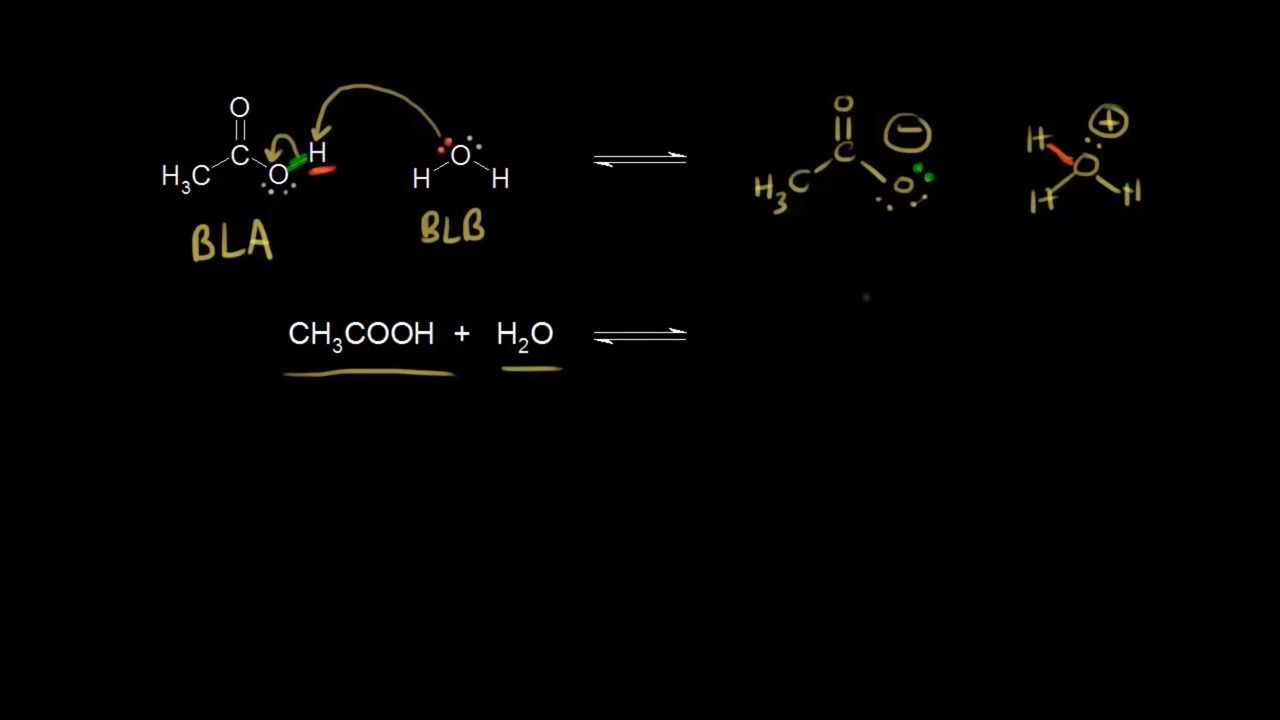 O H O H₃C C O H H H
BLA BLB
O C H₃C O − H O + H H
CH₃COOH + H₂O ⇌